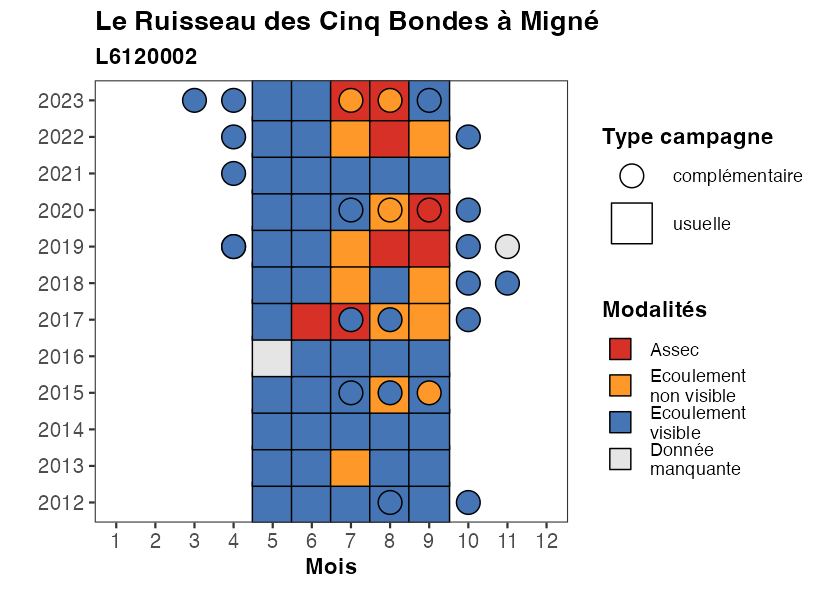 Le Ruisseau des Cinq Bondes à Migné
L6120002
2023
2022
2021
2020
2019
2018
2017
2016
2015
2014
2013
2012
1 2 3 4 5 6 7 8 9 10 11 12
Mois
Type campagne
complémentaire
usuelle
Modalités
Assec
Ecoulement
non visible
Ecoulement
visible
Donnée
manquante